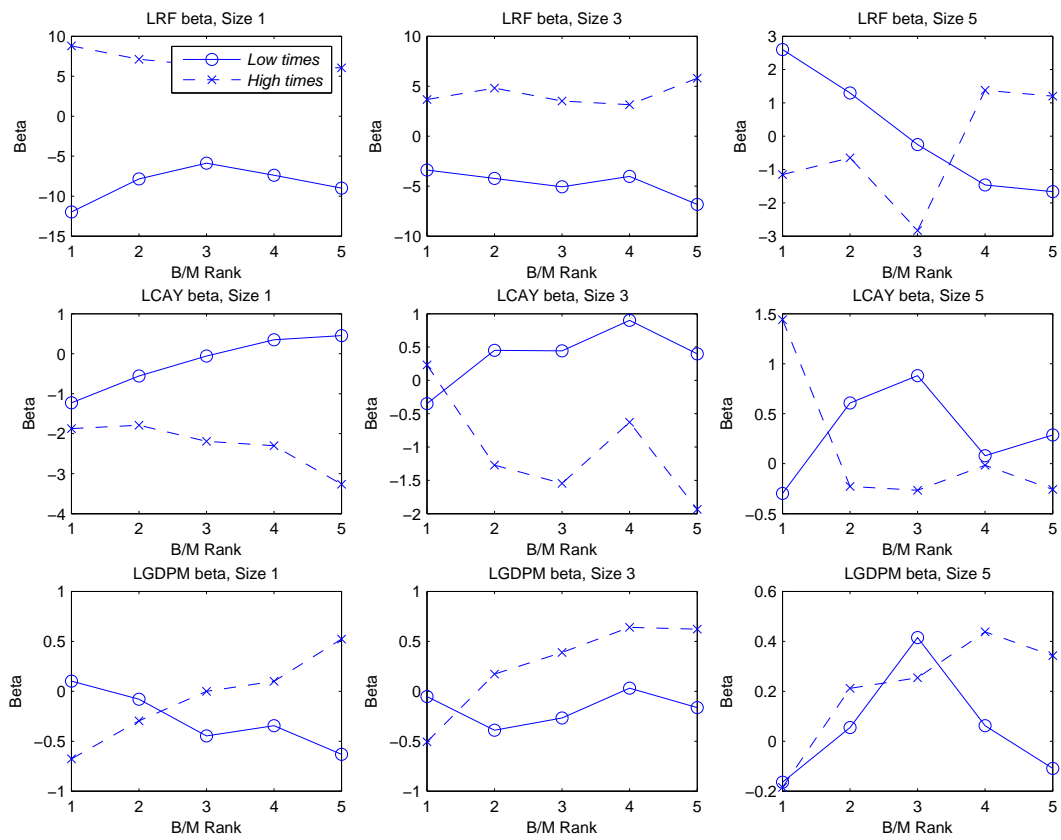 LRF beta, Size 1
10
5
0
−5
−10
−15
Beta
1 2 3 4 5
B/M Rank
Low times
High times
LRF beta, Size 3
10
5
0
−5
−10
Beta
1 2 3 4 5
B/M Rank
LRF beta, Size 5
3
2
1
0
−1
−2
−3
Beta
1 2 3 4 5
B/M Rank
LCAY beta, Size 1
1
0
−1
−2
−3
−4
Beta
1 2 3 4 5
B/M Rank
LCAY beta, Size 3
1
0.5
0
−0.5
−1
−1.5
−2
Beta
1 2 3 4 5
B/M Rank
LCAY beta, Size 5
1.5
1
0.5
0
−0.5
Beta
1 2 3 4 5
B/M Rank
LGDPM beta, Size 1
1
0.5
0
−0.5
−1
Beta
1 2 3 4 5
B/M Rank
LGDPM beta, Size 3
1
0.5
0
−0.5
−1
Beta
1 2 3 4 5
B/M Rank
LGDPM beta, Size 5
0.6
0.4
0.2
0
−0.2
Beta
1 2 3 4 5
B/M Rank